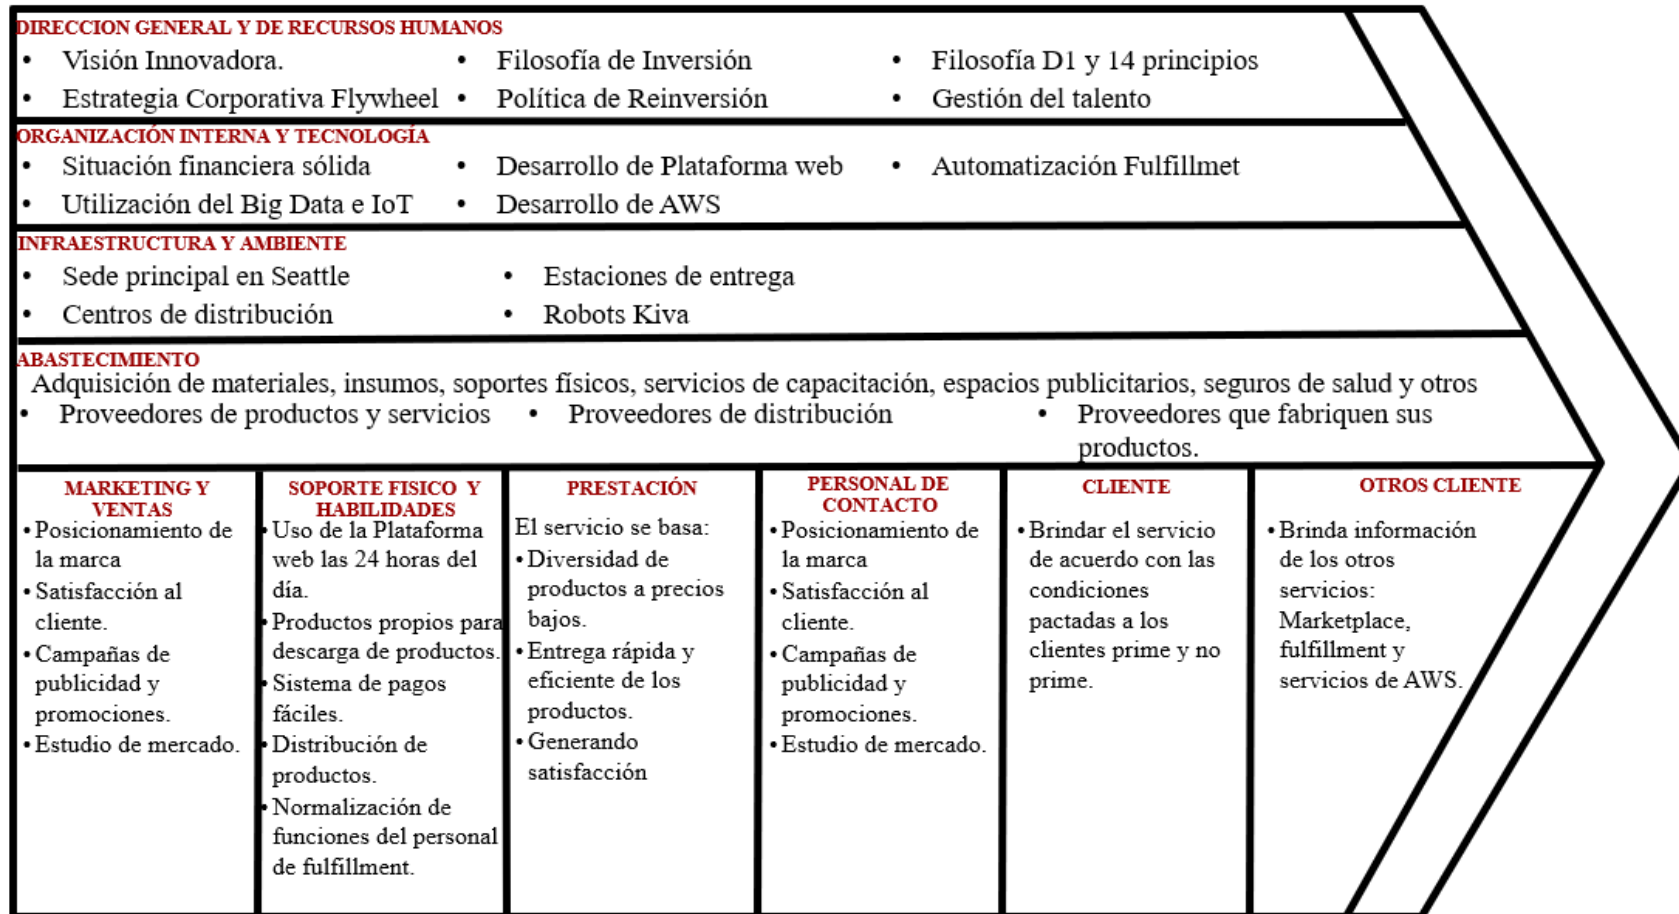 DIRECCION GENERAL Y DE RECURSOS HUMANOS
• Visión Innovadora.
• Estrategia Corporativa Flywheel
• Filosofía de Inversión
• Política de Reinversión
• Filosofía D1 y 14 principios
• Gestión del talento
ORGANIZACIÓN INTERNA Y TECNOLOGÍA
• Situación financiera sólida
• Utilización del Big Data e IoT
• Desarrollo de Plataforma web
• Desarrollo de AWS
• Automatización Fulfillmet
INFRAESTRUCTURA Y AMBIENTE
• Sede principal en Seattle
• Centros de distribución
• Estaciones de entrega
• Robots Kiva
ABASTECIMIENTO
Adquisición de materiales, insumos, soportes físicos, servicios de capacitación, espacios publicitarios, seguros de salud y otros
• Proveedores de productos y servicios
• Proveedores de distribución
• Proveedores que fabriquen sus
productos.
MARKETING Y
VENTAS
• Posicionamiento de
la marca
• Satisfacción al
cliente.
• Campañas de
publicidad y
promociones.
• Estudio de mercado.
SOPORTE FISICO Y
HABILIDADES
• Uso de la Plataforma
web las 24 horas del
día.
• Productos propios para
descarga de productos.
• Sistema de pagos
fáciles.
• Distribución de
productos.
• Normalización de
funciones del personal
de fulfillment.
PRESTACIÓN
El servicio se basa:
• Diversidad de
productos a precios
bajos.
• Entrega rápida y
eficiente de los
productos.
• Generando
satisfacción
PERSONAL DE
CONTACTO
• Posicionamiento de
la marca
• Satisfacción al
cliente.
• Campañas de
publicidad y
promociones.
• Estudio de mercado.
CLIENTE
• Brindar el servicio
de acuerdo con las
condiciones
pactadas a los
clientes prime y no
prime.
OTROS CLIENTE
• Brinda información
de los otros
servicios:
Marketplace,
fulfillment y
servicios de AWS.